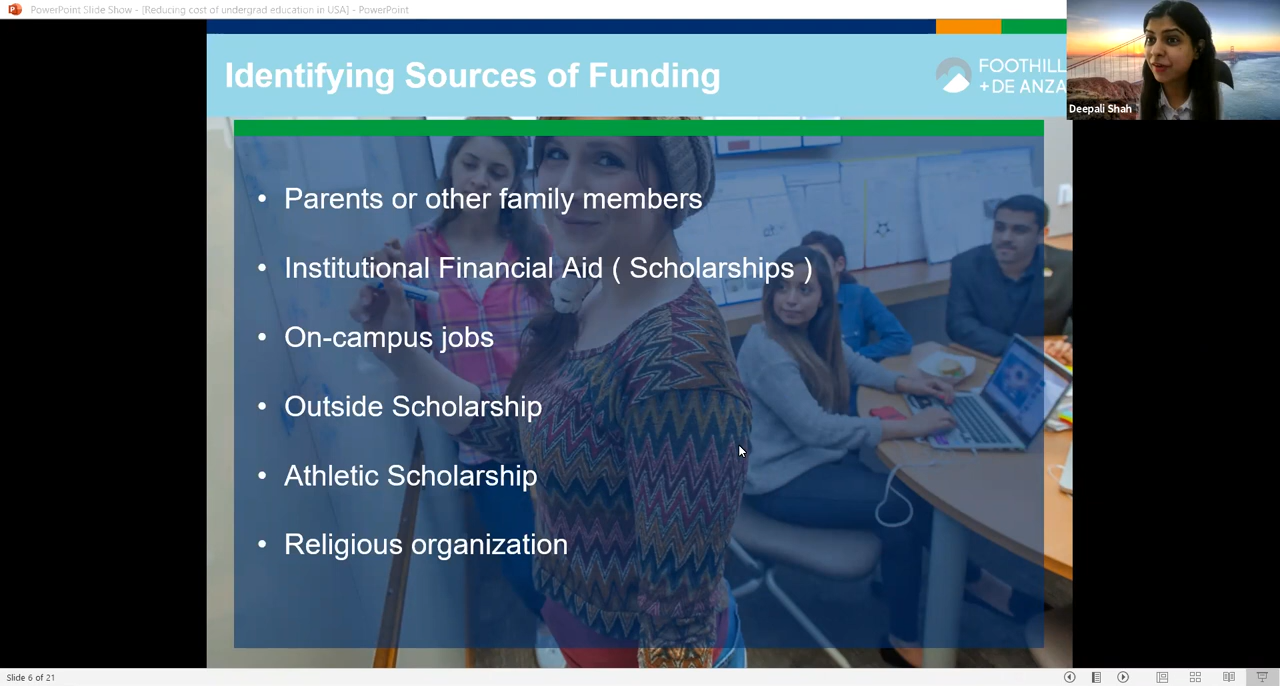 PowerPoint Slide Show - [Reducing cost of undergrad education in USA] - PowerPoint
Identifying Sources of Funding
FOOTHILL
+DE ANZA
Deepali Shah
• Parents or other family members
• Institutional Financial Aid ( Scholarships )
• On-campus jobs
• Outside Scholarship
• Athletic Scholarship
• Religious organization
Slide 6 of 21